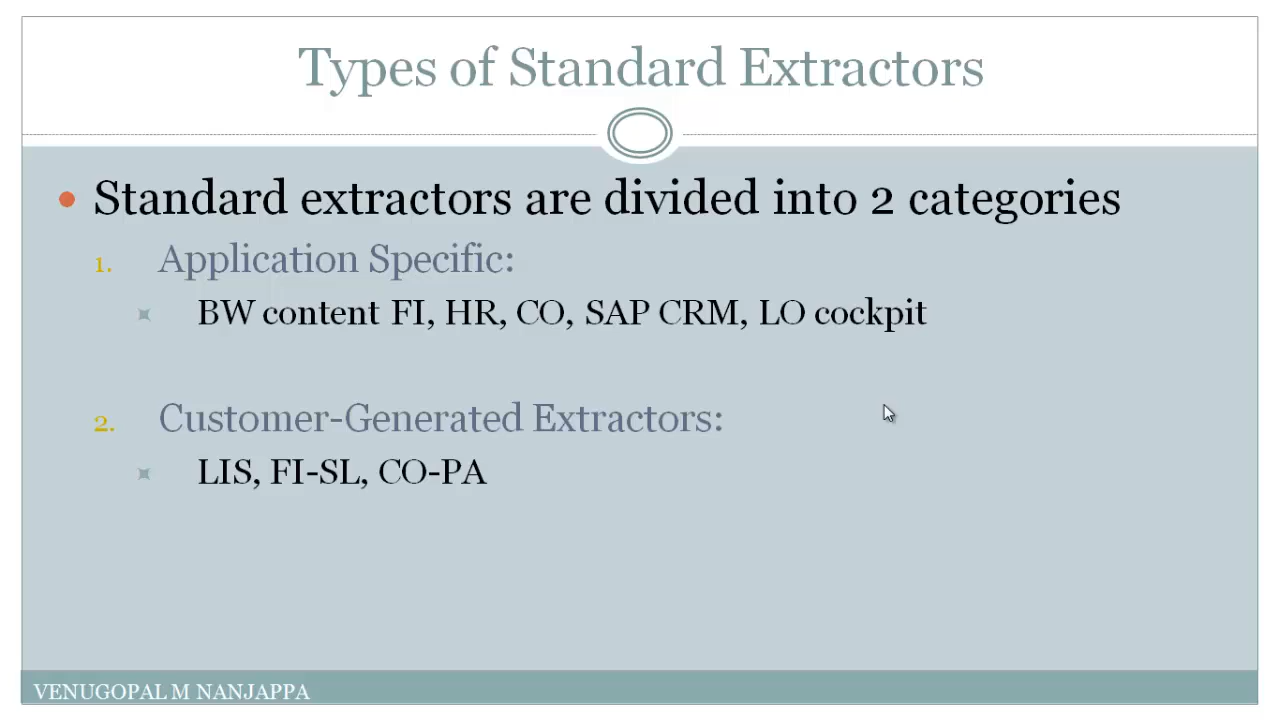 Types of Standard Extractors
Standard extractors are divided into 2 categories
1. Application Specific:
BW content FI, HR, CO, SAP CRM, LO cockpit
2. Customer-Generated Extractors:
LIS, FI-SL, CO-PA
VENUGOPAL M NANJAPPA